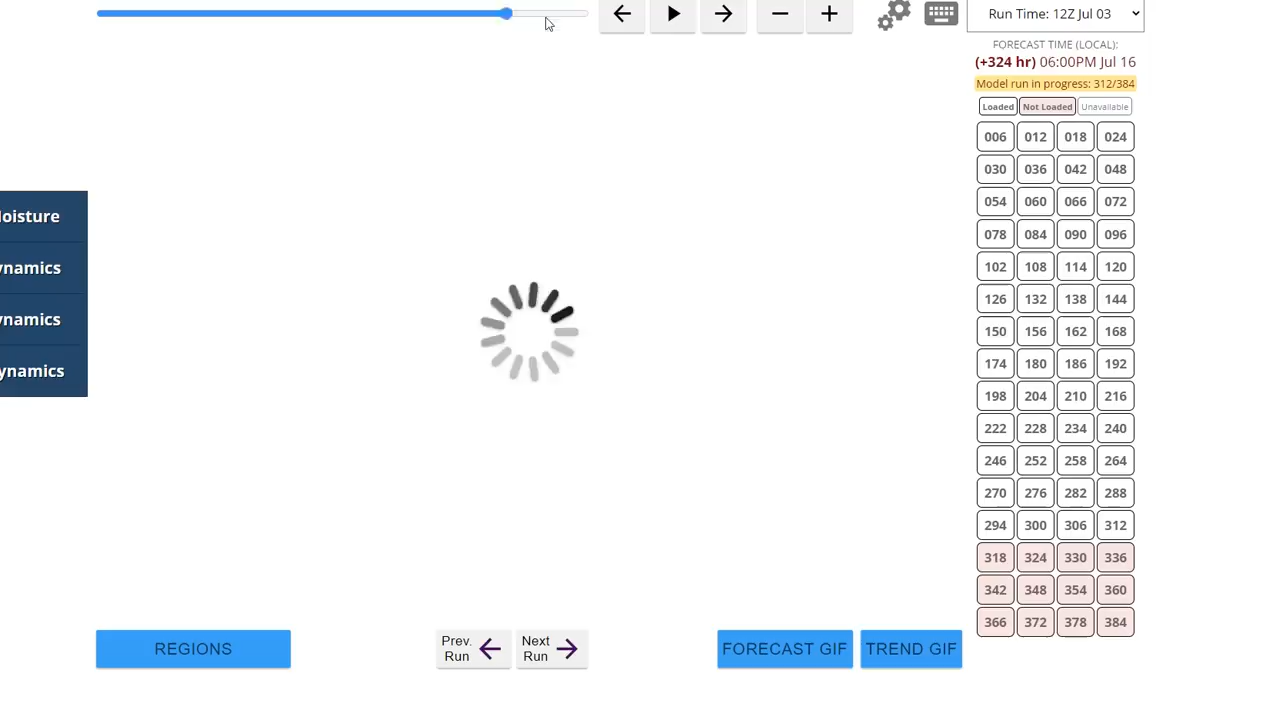 Run Time: 12Z Jul 03
FORECAST TIME (LOCAL):
(+324 hr) 06:00PM Jul 16
Model run in progress: 312/384
Loaded Not Loaded Unavailable
006 012 018 024
030 036 042 048
054 060 066 072
078 084 090 096
102 108 114 120
126 132 138 144
150 156 162 168
174 180 186 192
198 204 210 216
222 228 234 240
246 252 258 264
270 276 282 288
294 300 306 312
318 324 330 336
342 348 354 360
366 372 378 384
oisture
ynamics
ynamics
ynamics
REGIONS
Prev.
Run
Next
Run
FORECAST GIF
TREND GIF